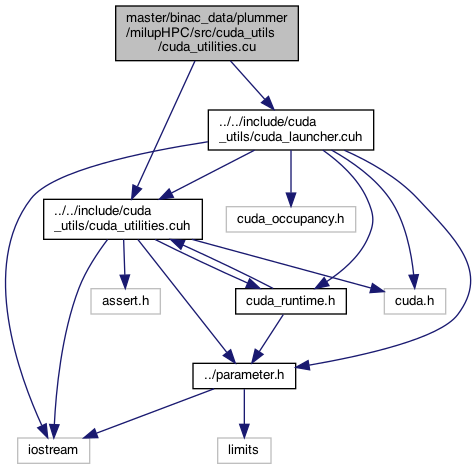 master/binac_data/plummer
/milupHPC/src/cuda_utils
/cuda_utilities.cu
../../include/cuda
_utils/cuda_launcher.cuh
../../include/cuda
_utils/cuda_utilities.cuh
cuda_occupancy.h
assert.h
cuda_runtime.h
cuda.h
../parameter.h
iostream
limits